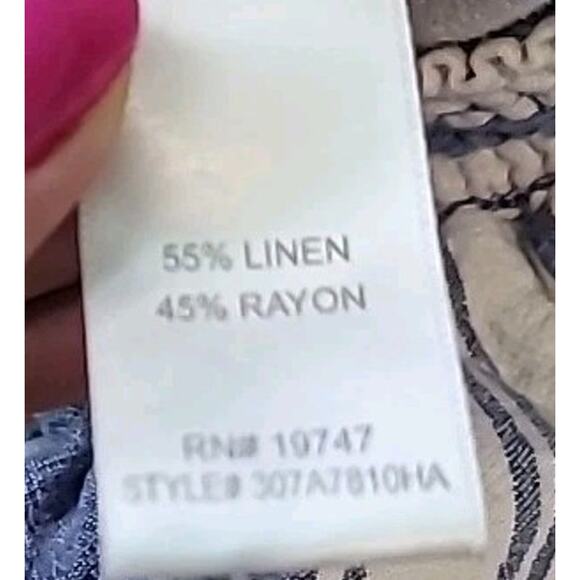 55% LINEN
45% RAYON
RN# 19747
STYLE# 307A7810HA